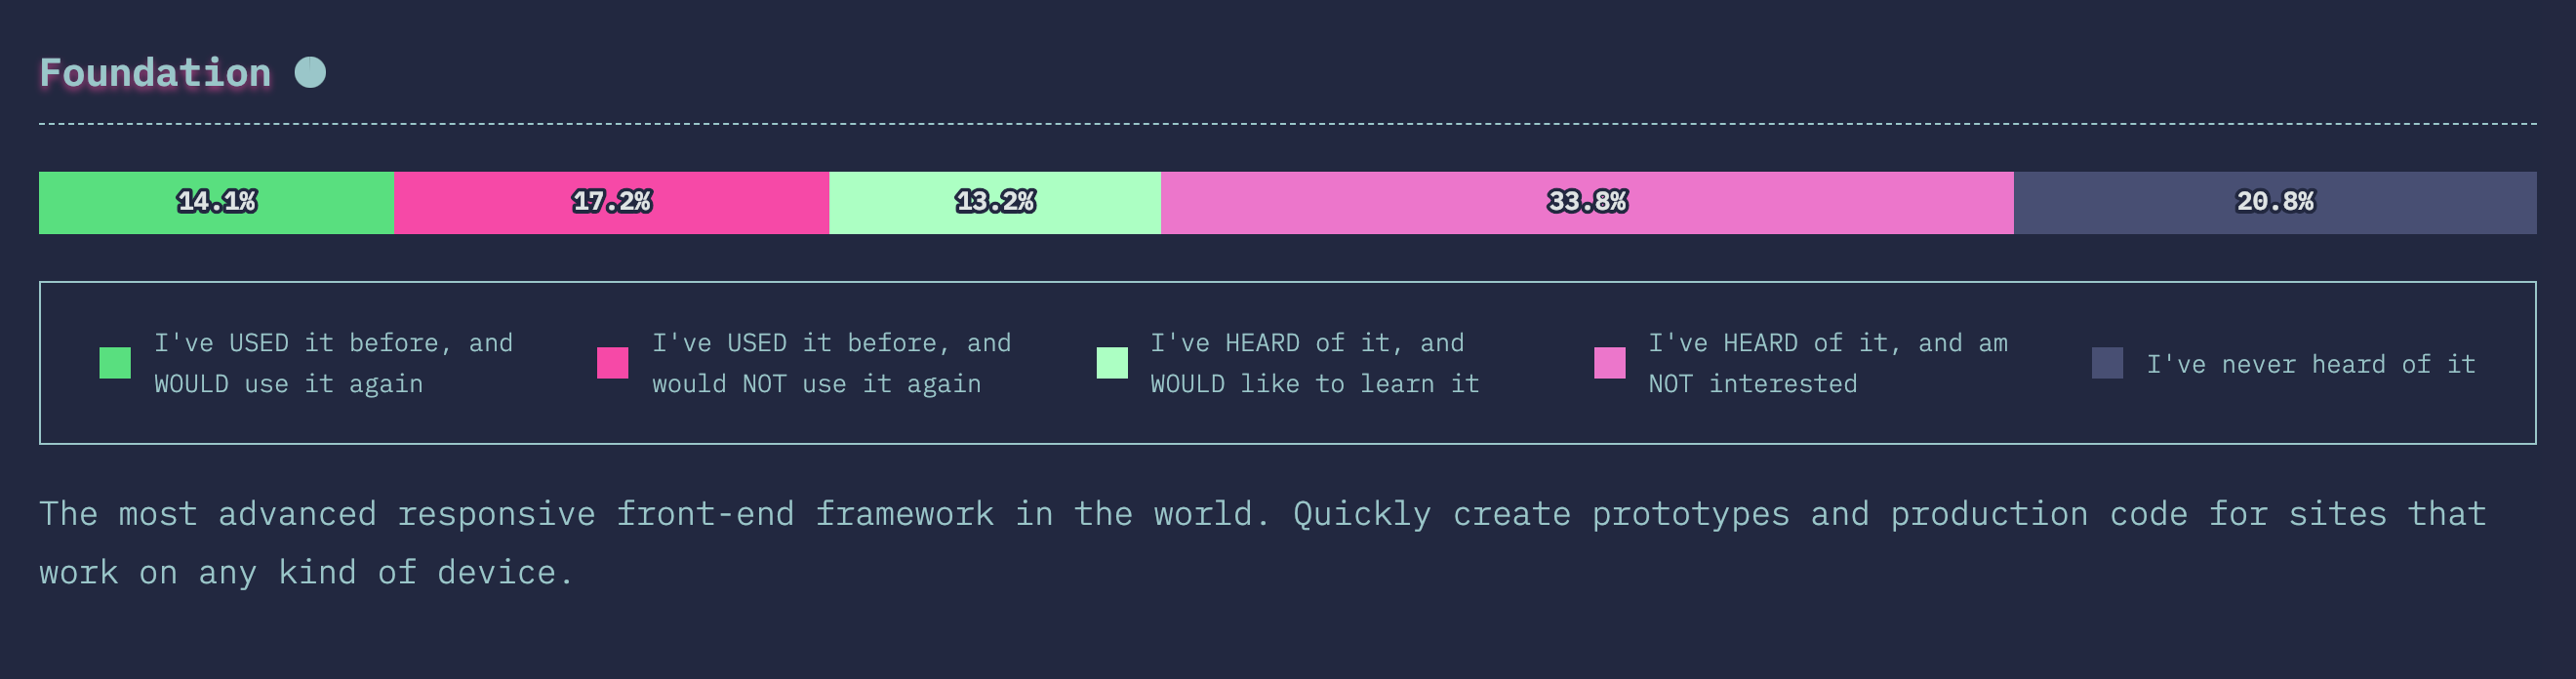 Foundation
14.1% 17.2% 13.2% 33.8% 20.8%
I've USED it before, and
WOULD use it again
I've USED it before, and
would NOT use it again
I've HEARD of it, and
WOULD like to learn it
I've HEARD of it, and am
NOT interested
I've never heard of it
The most advanced responsive front-end framework in the world. Quickly create prototypes and production code for sites that
work on any kind of device.